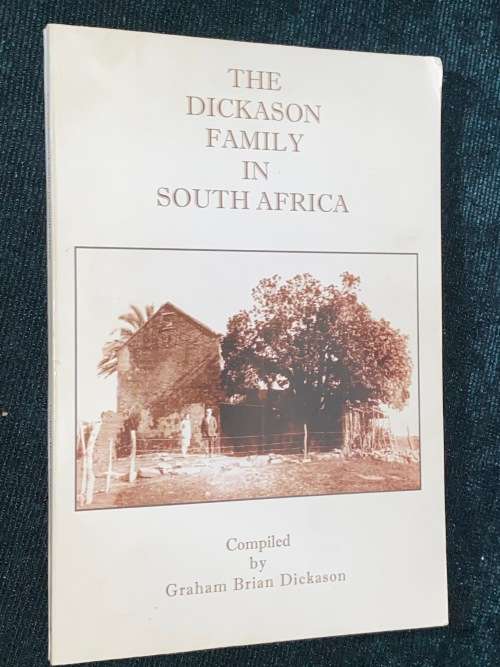 THE
DICKASON
FAMILY
IN
SOUTH AFRICA
Compiled
by
Graham Brian Dickason